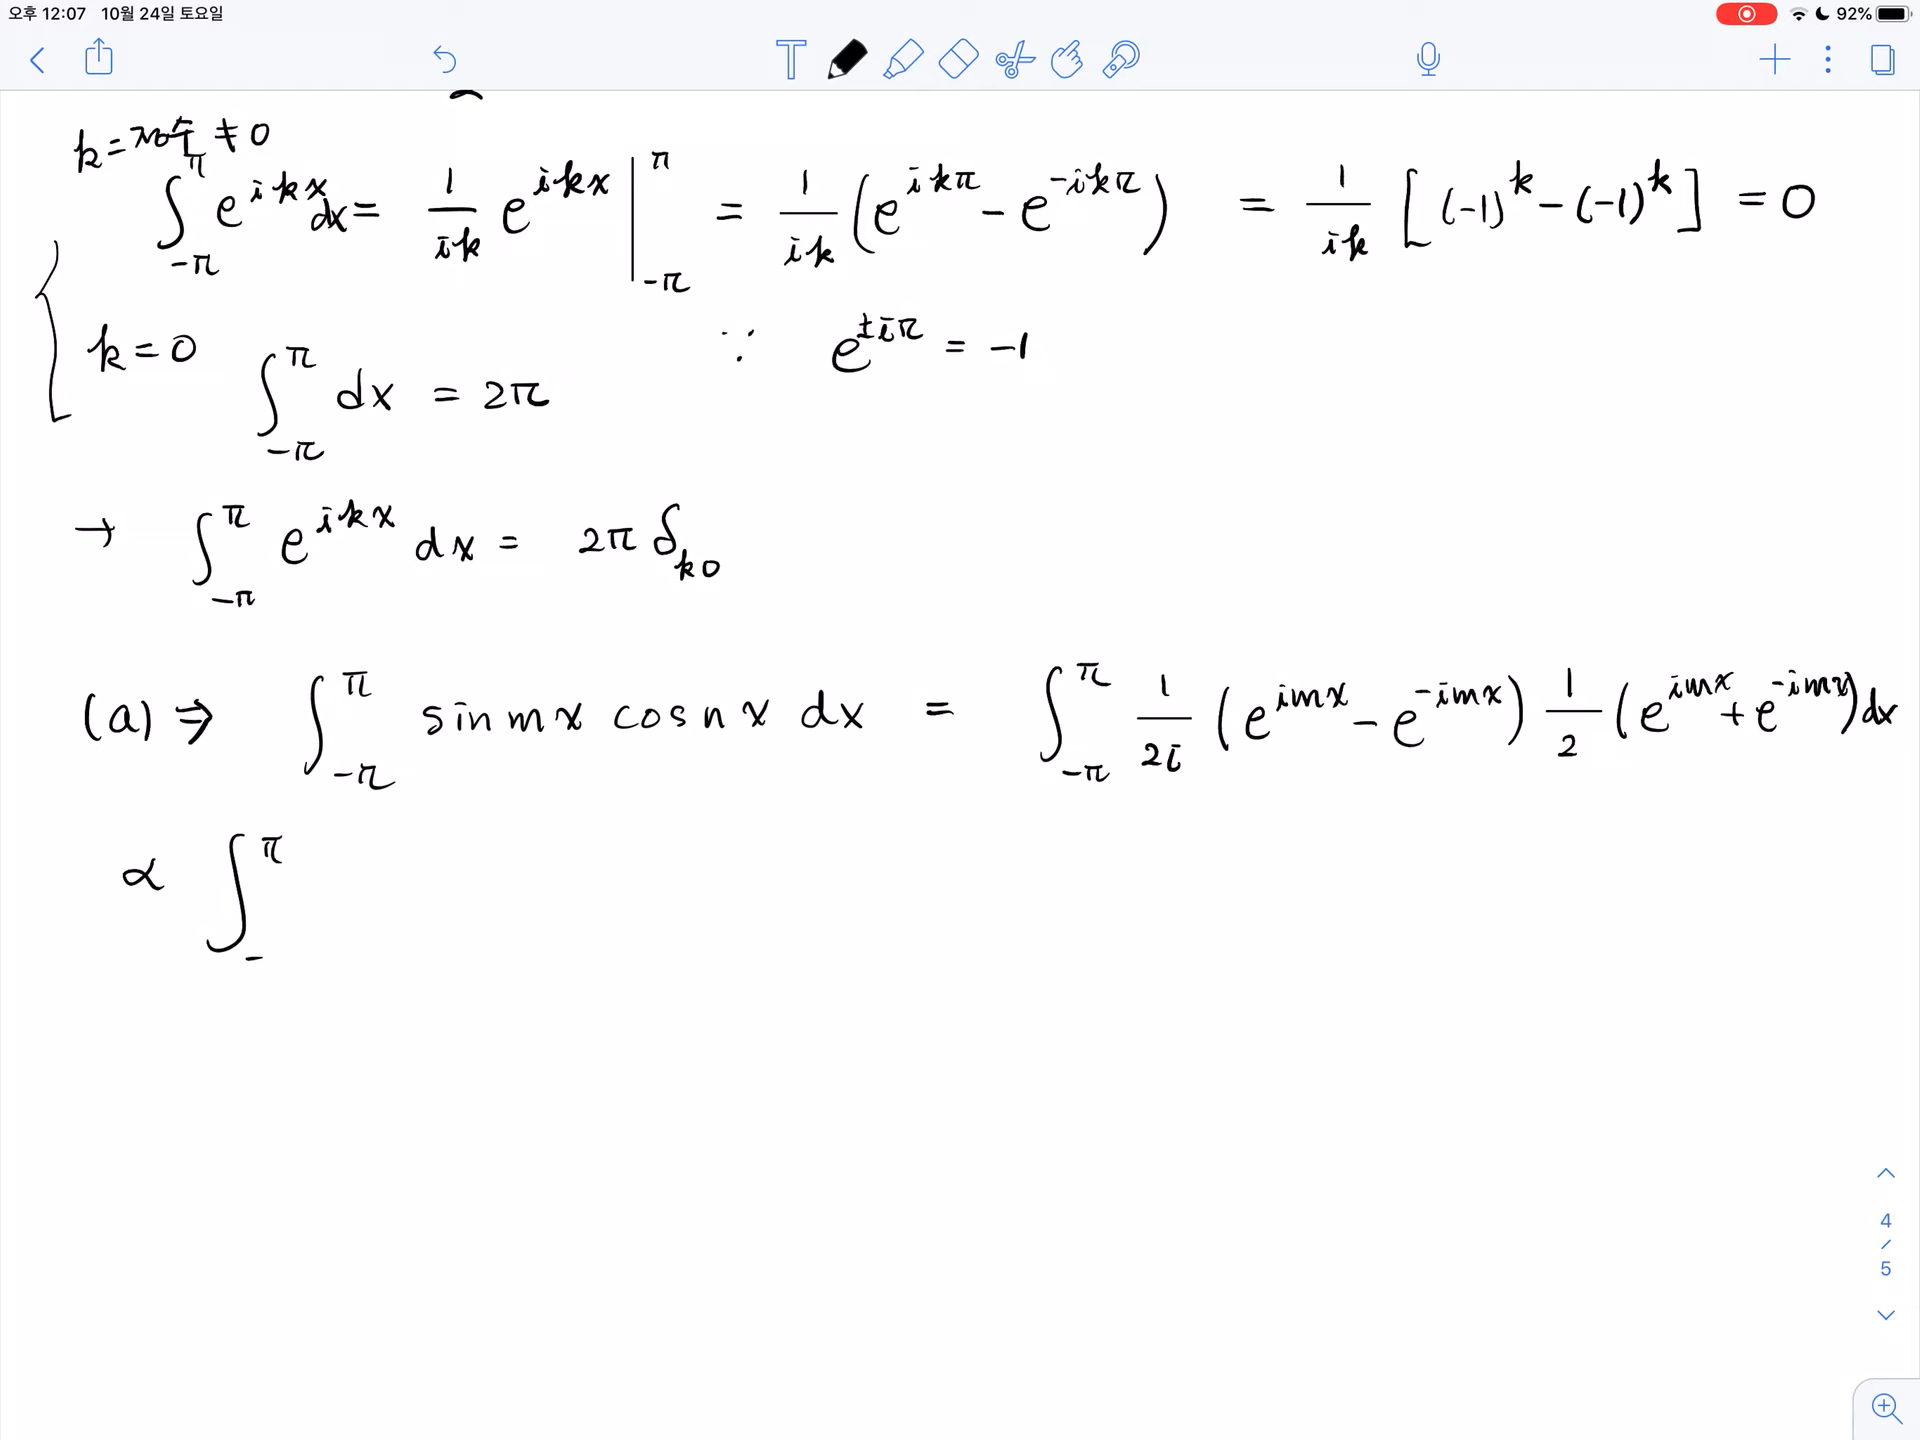 오후 12:07 10월 24일 토요일 92%
T
k = 정수 ≠ 0
∫_{-π}^{π} e^{ikx} dx = 1/(ik) e^{ikx} |_{-π}^{π} = 1/(ik) (e^{ikπ} - e^{-ikπ}) = 1/(ik) [(-1)^k - (-1)^k] = 0
k = 0 ∫_{-π}^{π} dx = 2π ∵ e^{±iπ} = -1
→ ∫_{-π}^{π} e^{ikx} dx = 2π δ_{k0}
(a) ⇒ ∫_{-π}^{π} sin mx cos nx dx = ∫_{-π}^{π} 1/(2i) (e^{imx} - e^{-imx}) 1/2 (e^{imx} + e^{-imx}) dx
∝ ∫_{-}^{π}
4
/
5